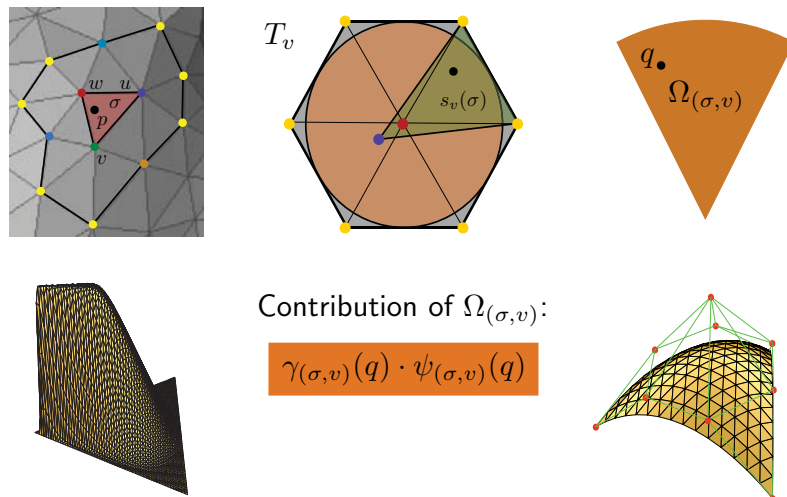 w u
σ
p
v
T_v
s_v(σ)
q
Ω_{(σ,v)}
Contribution of Ω_{(σ,v)}:
γ_{(σ,v)}(q) · ψ_{(σ,v)}(q)